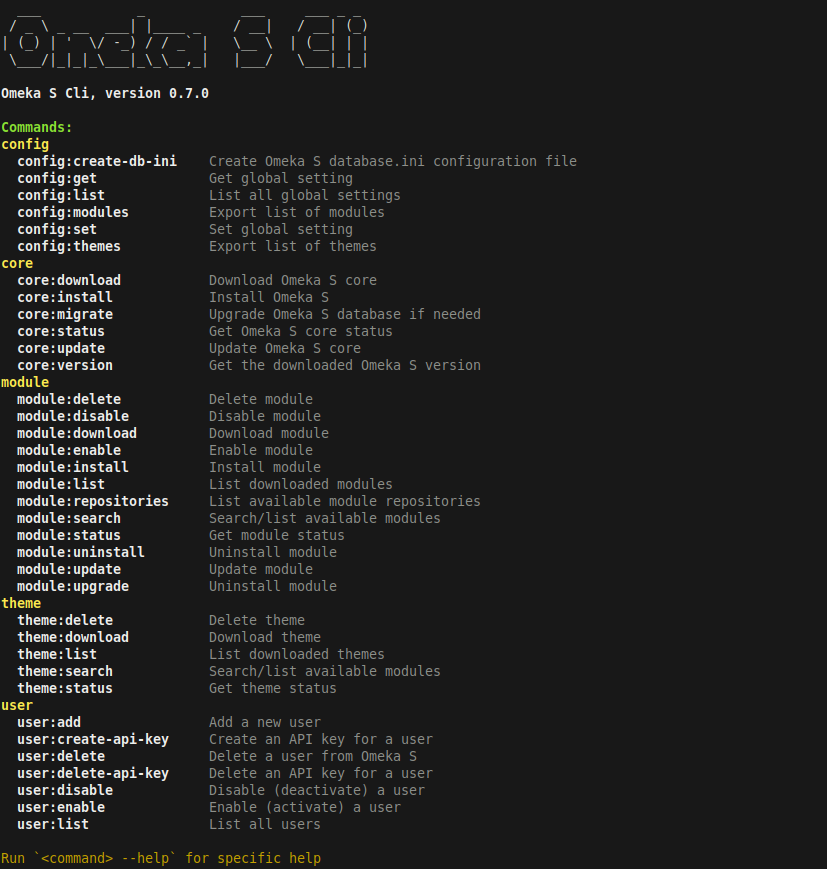 Omeka S Cli
Omeka S Cli, version 0.7.0
Commands:
config
config:create-db-ini Create Omeka S database.ini configuration file
config:get Get global setting
config:list List all global settings
config:modules Export list of modules
config:set Set global setting
config:themes Export list of themes
core
core:download Download Omeka S core
core:install Install Omeka S
core:migrate Upgrade Omeka S database if needed
core:status Get Omeka S core status
core:update Update Omeka S core
core:version Get the downloaded Omeka S version
module
module:delete Delete module
module:disable Disable module
module:download Download module
module:enable Enable module
module:install Install module
module:list List downloaded modules
module:repositories List available module repositories
module:search Search/list available modules
module:status Get module status
module:uninstall Uninstall module
module:update Update module
module:upgrade Uninstall module
theme
theme:delete Delete theme
theme:download Download theme
theme:list List downloaded themes
theme:search Search/list available modules
theme:status Get theme status
user
user:add Add a new user
user:create-api-key Create an API key for a user
user:delete Delete a user from Omeka S
user:delete-api-key Delete an API key for a user
user:disable Disable (deactivate) a user
user:enable Enable (activate) a user
user:list List all users
Run `<command> --help` for specific help